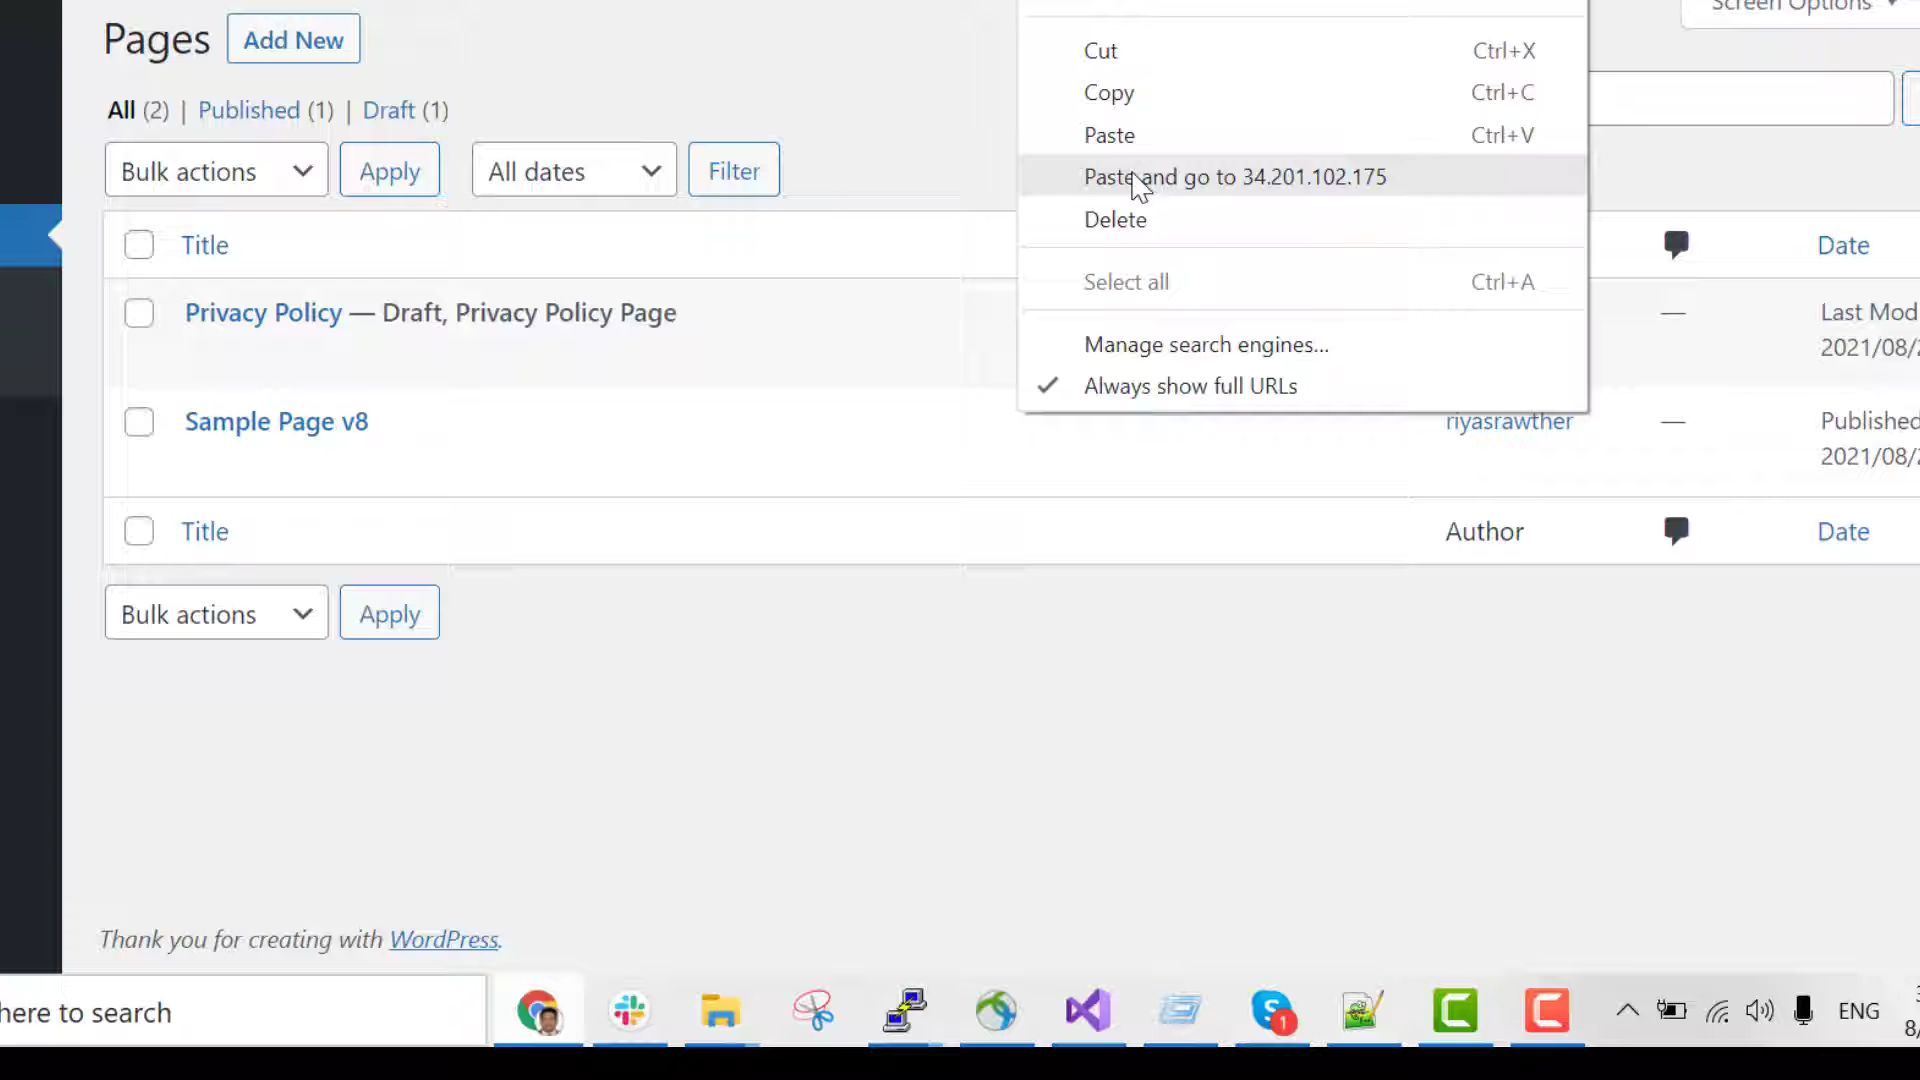 Pages Add New
Screen Options
All (2) | Published (1) | Draft (1)
Bulk actions Apply All dates Filter
Cut Ctrl+X
Copy Ctrl+C
Paste Ctrl+V
Paste and go to 34.201.102.175
Delete
Select all Ctrl+A
Manage search engines...
Always show full URLs
Title Date
Privacy Policy — Draft, Privacy Policy Page — Last Mod
2021/08/2
Sample Page v8 riyasrawther — Published
2021/08/2
Title Author Date
Bulk actions Apply
Thank you for creating with WordPress.
here to search
1
ENG
8/